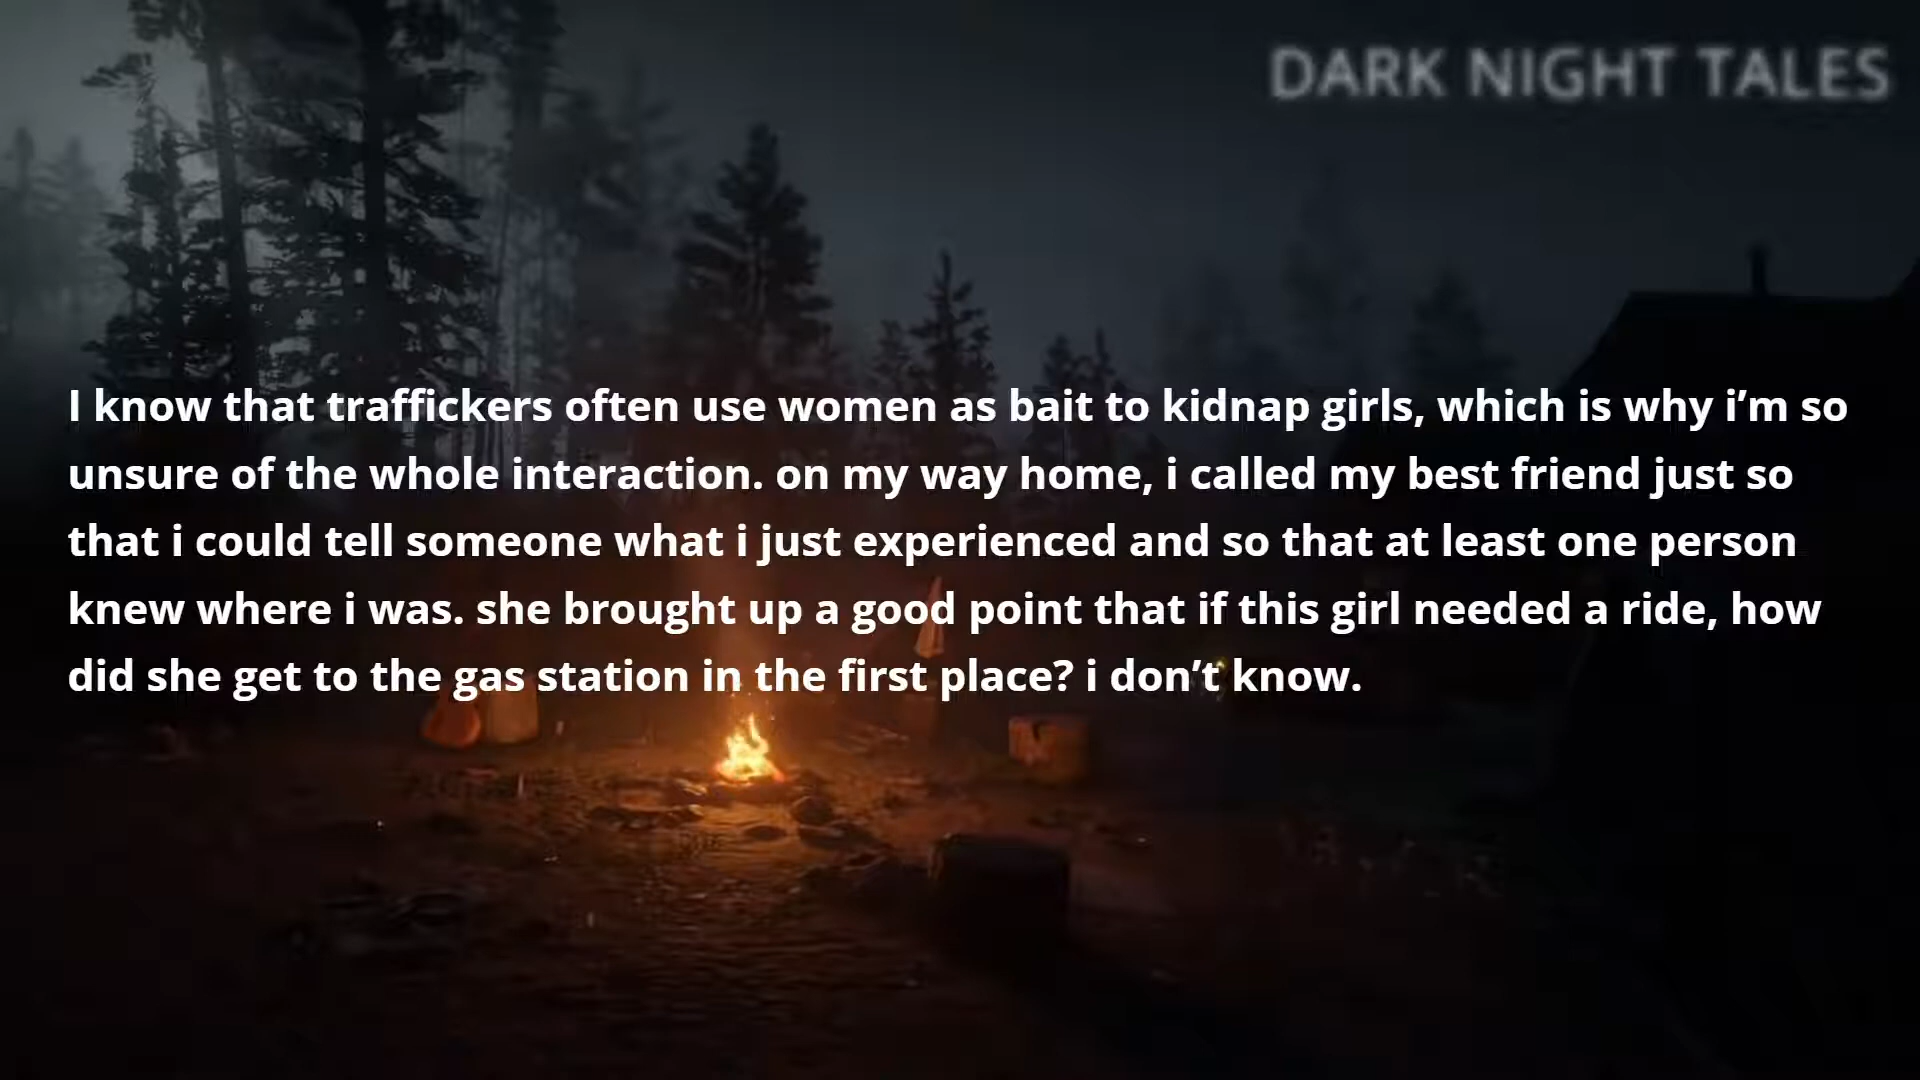 DARK NIGHT TALES
I know that traffickers often use women as bait to kidnap girls, which is why i’m so
unsure of the whole interaction. on my way home, i called my best friend just so
that i could tell someone what i just experienced and so that at least one person
knew where i was. she brought up a good point that if this girl needed a ride, how
did she get to the gas station in the first place? i don’t know.